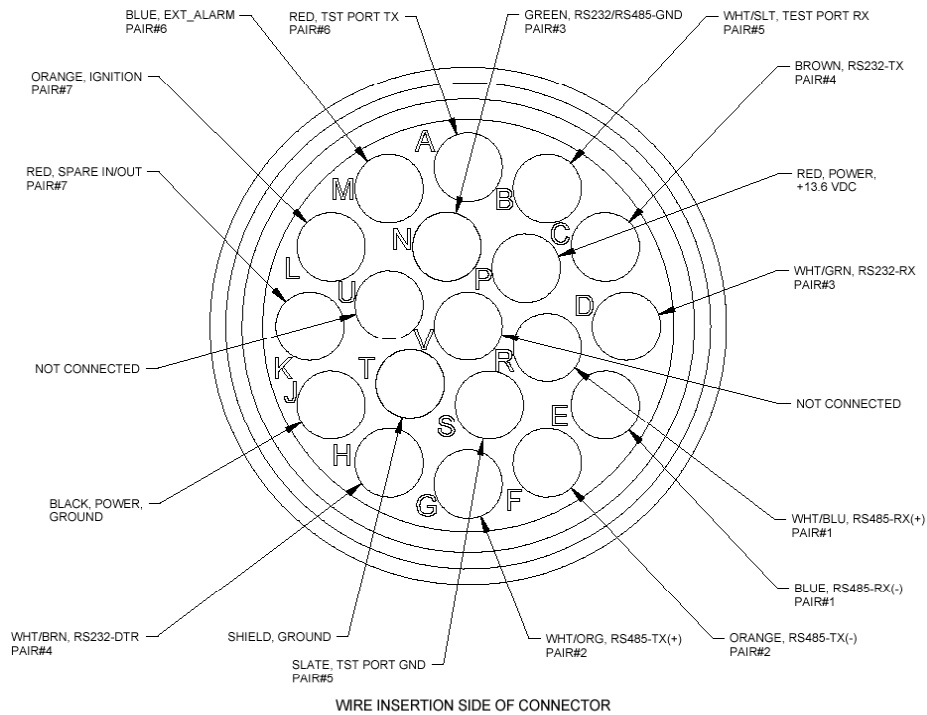 BLUE, EXT_ALARM
PAIR#6
RED, TST PORT TX
PAIR#6
GREEN, RS232/RS485-GND
PAIR#3
WHT/SLT, TEST PORT RX
PAIR#5
ORANGE, IGNITION
PAIR#7
BROWN, RS232-TX
PAIR#4
RED, SPARE IN/OUT
PAIR#7
RED, POWER,
+13.6 VDC
WHT/GRN, RS232-RX
PAIR#3
A
M
B
N
C
L
P
U
D
V
K
T
R
J
S
E
H
G
F
NOT CONNECTED
NOT CONNECTED
BLACK, POWER,
GROUND
WHT/BLU, RS485-RX(+)
PAIR#1
BLUE, RS485-RX(-)
PAIR#1
WHT/BRN, RS232-DTR
PAIR#4
SHIELD, GROUND
SLATE, TST PORT GND
PAIR#5
WHT/ORG, RS485-TX(+)
PAIR#2
ORANGE, RS485-TX(-)
PAIR#2
WIRE INSERTION SIDE OF CONNECTOR